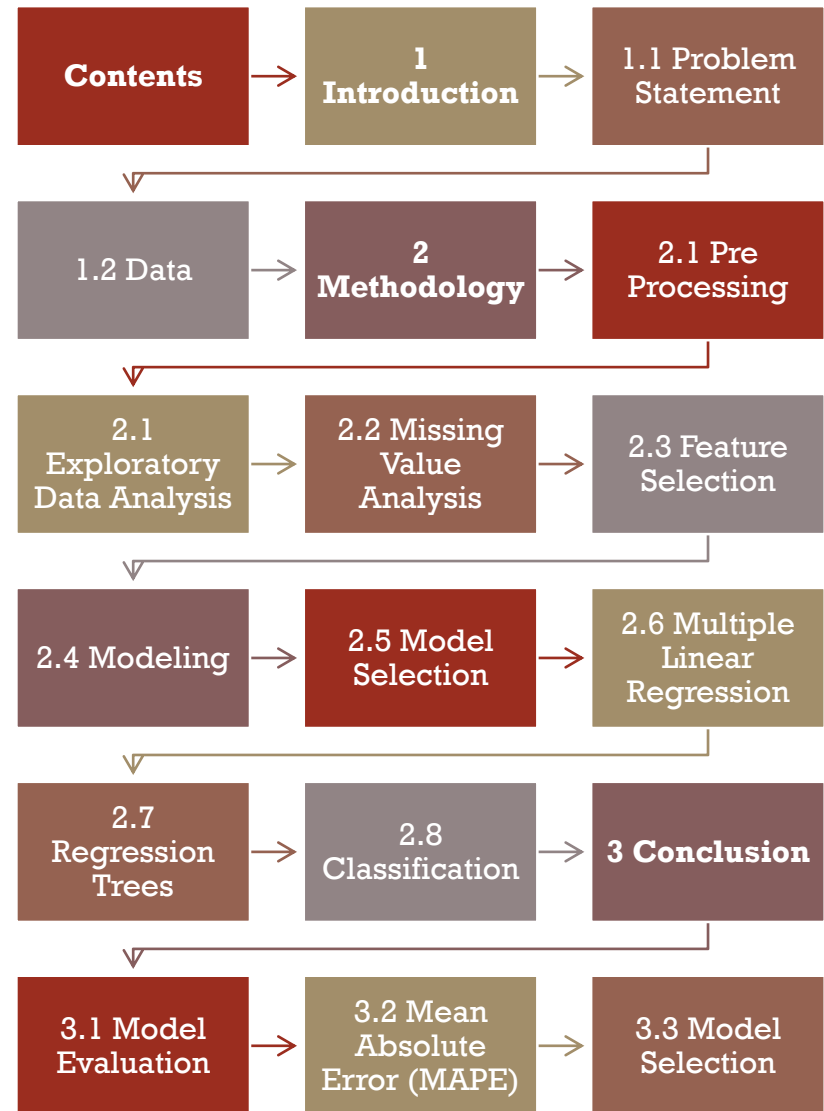 Contents
1
Introduction
1.1 Problem
Statement
1.2 Data
2
Methodology
2.1 Pre
Processing
2.1
Exploratory
Data Analysis
2.2 Missing
Value
Analysis
2.3 Feature
Selection
2.4 Modeling
2.5 Model
Selection
2.6 Multiple
Linear
Regression
2.7
Regression
Trees
2.8
Classification
3 Conclusion
3.1 Model
Evaluation
3.2 Mean
Absolute
Error (MAPE)
3.3 Model
Selection